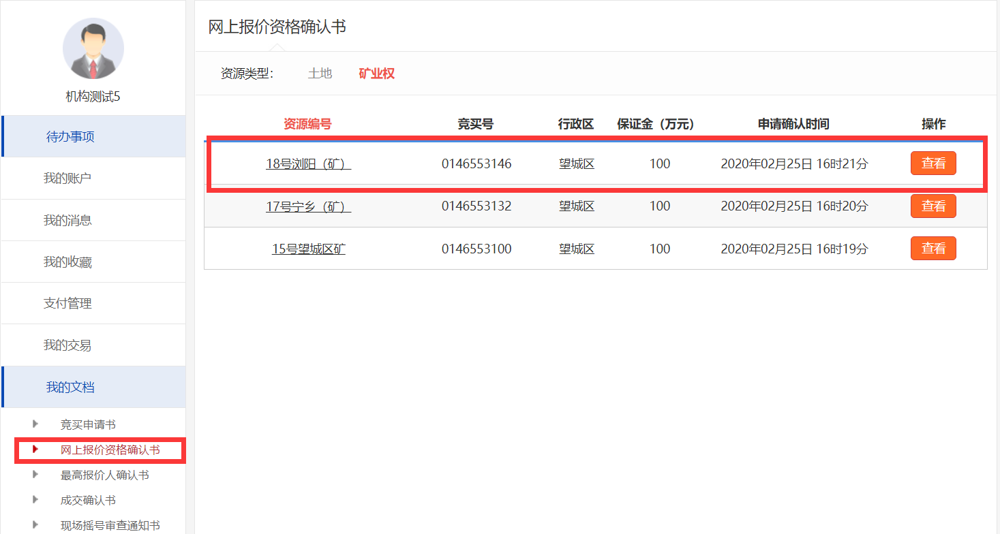 机构测试5
待办事项
我的账户
我的消息
我的收藏
支付管理
我的交易
我的文档
竞买申请书
网上报价资格确认书
最高报价人确认书
成交确认书
现场摇号审查通知书
网上报价资格确认书
资源类型： 土地 矿业权
资源编号 竞买号 行政区 保证金（万元） 申请确认时间 操作
18号浏阳（矿） 0146553146 望城区 100 2020年02月25日 16时21分 查看
17号宁乡（矿） 0146553132 望城区 100 2020年02月25日 16时20分 查看
15号望城区矿 0146553100 望城区 100 2020年02月25日 16时19分 查看